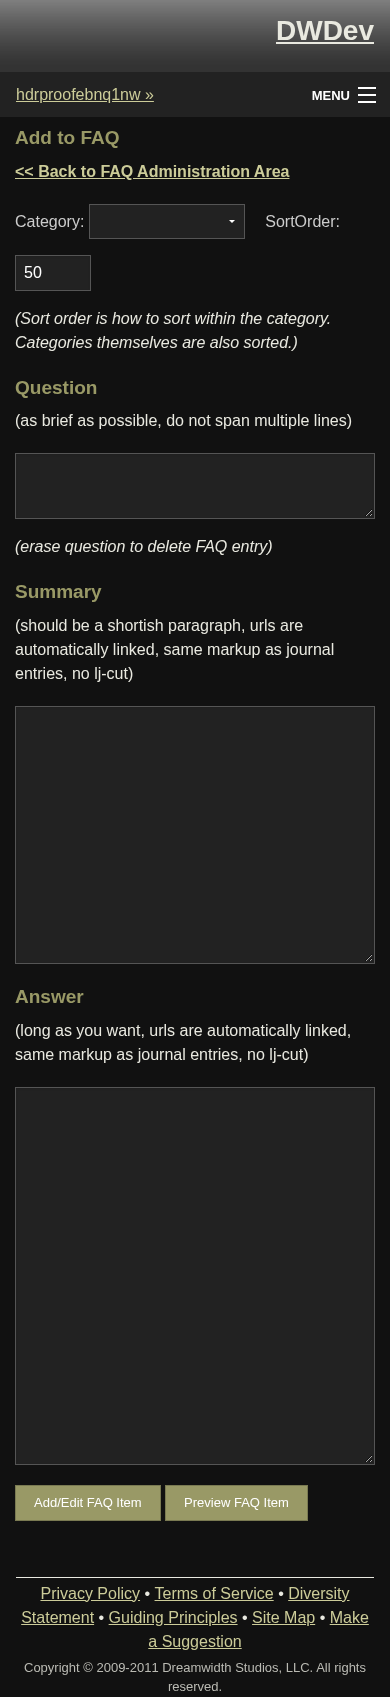 DWDev
hdrproofebnq1nw »
MENU
Add to FAQ
<< Back to FAQ Administration Area
Category:
SortOrder:
50
(Sort order is how to sort within the category.
Categories themselves are also sorted.)
Question
(as brief as possible, do not span multiple lines)
(erase question to delete FAQ entry)
Summary
(should be a shortish paragraph, urls are
automatically linked, same markup as journal
entries, no lj-cut)
Answer
(long as you want, urls are automatically linked,
same markup as journal entries, no lj-cut)
Add/Edit FAQ Item
Preview FAQ Item
Privacy Policy • Terms of Service • Diversity
Statement • Guiding Principles • Site Map • Make
a Suggestion
Copyright © 2009-2011 Dreamwidth Studios, LLC. All rights
reserved.